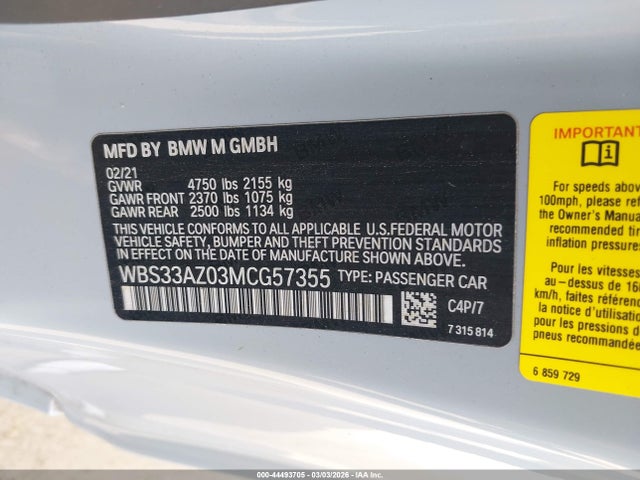 MFD BY BMW M GMBH
02/21
GVWR 4750 lbs 2155 kg
GAWR FRONT 2370 lbs 1075 kg
GAWR REAR 2500 lbs 1134 kg
THIS VEHICLE CONFORMS TO ALL APPLICABLE U.S.FEDERAL MOTOR
VEHICLE SAFETY, BUMPER, AND THEFT PREVENTION STANDARDS
IN EFFECT ON THE DATE OF MANUFACTURE SHOWN ABOVE.
WBS33AZ03MCG57355 TYPE: PASSENGER CAR
C4P/7
7 315 814
IMPORTANT
For speeds above
100mph, please refe
the Owner's Manua
recommended tir
inflation pressures
Pour les vitesses
au-dessus de 160
km/h, faites référenc
la notice d'utilisati
pour les pressions d
pneus recommandée
6 859 729
000-44493705 - 03/03/2026 - IAA Inc.